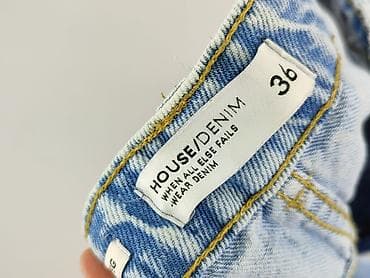 HOUSE/DENIM
WHEN ALL ELSE FAILS
-WEAR DENIM
36
G